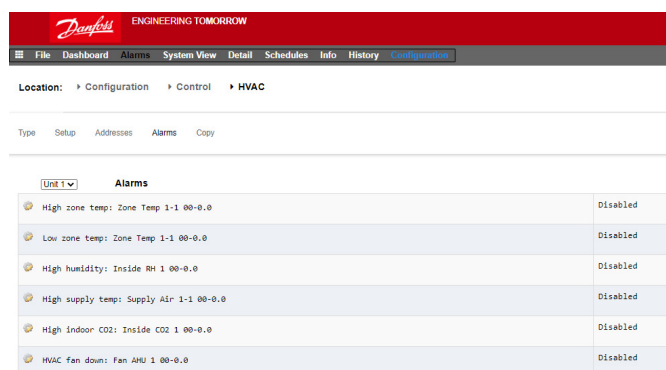 Danfoss ENGINEERING TOMORROW
File Dashboard Alarms System View Detail Schedules Info History Configuration
Location: Configuration Control HVAC
Type Setup Addresses Alarms Copy
Unit 1 Alarms
High zone temp: Zone Temp 1-1 00-0.0 Disabled
Low zone temp: Zone Temp 1-1 00-0.0 Disabled
High humidity: Inside RH 1 00-0.0 Disabled
High supply temp: Supply Air 1-1 00-0.0 Disabled
High indoor CO2: Inside CO2 1 00-0.0 Disabled
HVAC fan down: Fan AHU 1 00-0.0 Disabled